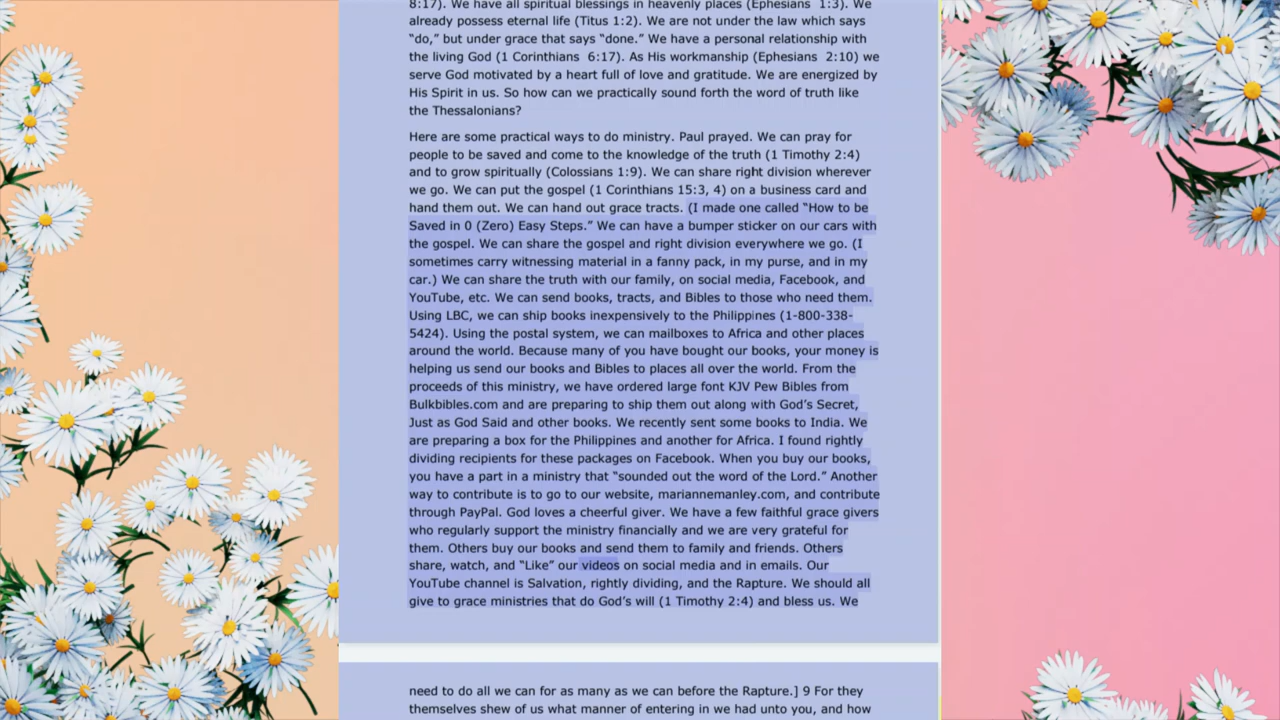 8:17). We have all spiritual blessings in heavenly places (Ephesians 1:3). We
already possess eternal life (Titus 1:2). We are not under the law which says
“do,” but under grace that says “done.” We have a personal relationship with
the living God (1 Corinthians 6:17). As His workmanship (Ephesians 2:10) we
serve God motivated by a heart full of love and gratitude. We are energized by
His Spirit in us. So how can we practically sound forth the word of truth like
the Thessalonians?
Here are some practical ways to do ministry. Paul prayed. We can pray for
people to be saved and come to the knowledge of the truth (1 Timothy 2:4)
and to grow spiritually (Colossians 1:9). We can share right division wherever
we go. We can put the gospel (1 Corinthians 15:3, 4) on a business card and
hand them out. We can hand out grace tracts. (I made one called “How to be
Saved in 0 (Zero) Easy Steps.” We can have a bumper sticker on our cars with
the gospel. We can share the gospel and right division everywhere we go. (I
sometimes carry witnessing material in a fanny pack, in my purse, and in my
car.) We can share the truth with our family, on social media, Facebook, and
YouTube, etc. We can send books, tracts, and Bibles to those who need them.
Using LBC, we can ship books inexpensively to the Philippines (1-800-338-
5424). Using the postal system, we can mailboxes to Africa and other places
around the world. Because many of you have bought our books, your money is
helping us send our books and Bibles to places all over the world. From the
proceeds of this ministry, we have ordered large font KJV Pew Bibles from
Bulkbibles.com and are preparing to ship them out along with God’s Secret,
Just as God Said and other books. We recently sent some books to India. We
are preparing a box for the Philippines and another for Africa. I found rightly
dividing recipients for these packages on Facebook. When you buy our books,
you have a part in a ministry that “sounded out the word of the Lord.” Another
way to contribute is to go to our website, mariannemanley.com, and contribute
through PayPal. God loves a cheerful giver. We have a few faithful grace givers
who regularly support the ministry financially and we are very grateful for
them. Others buy our books and send them to family and friends. Others
share, watch, and “Like” our videos on social media and in emails. Our
YouTube channel is Salvation, rightly dividing, and the Rapture. We should all
give to grace ministries that do God’s will (1 Timothy 2:4) and bless us. We
need to do all we can for as many as we can before the Rapture.] 9 For they
themselves shew of us what manner of entering in we had unto you, and how